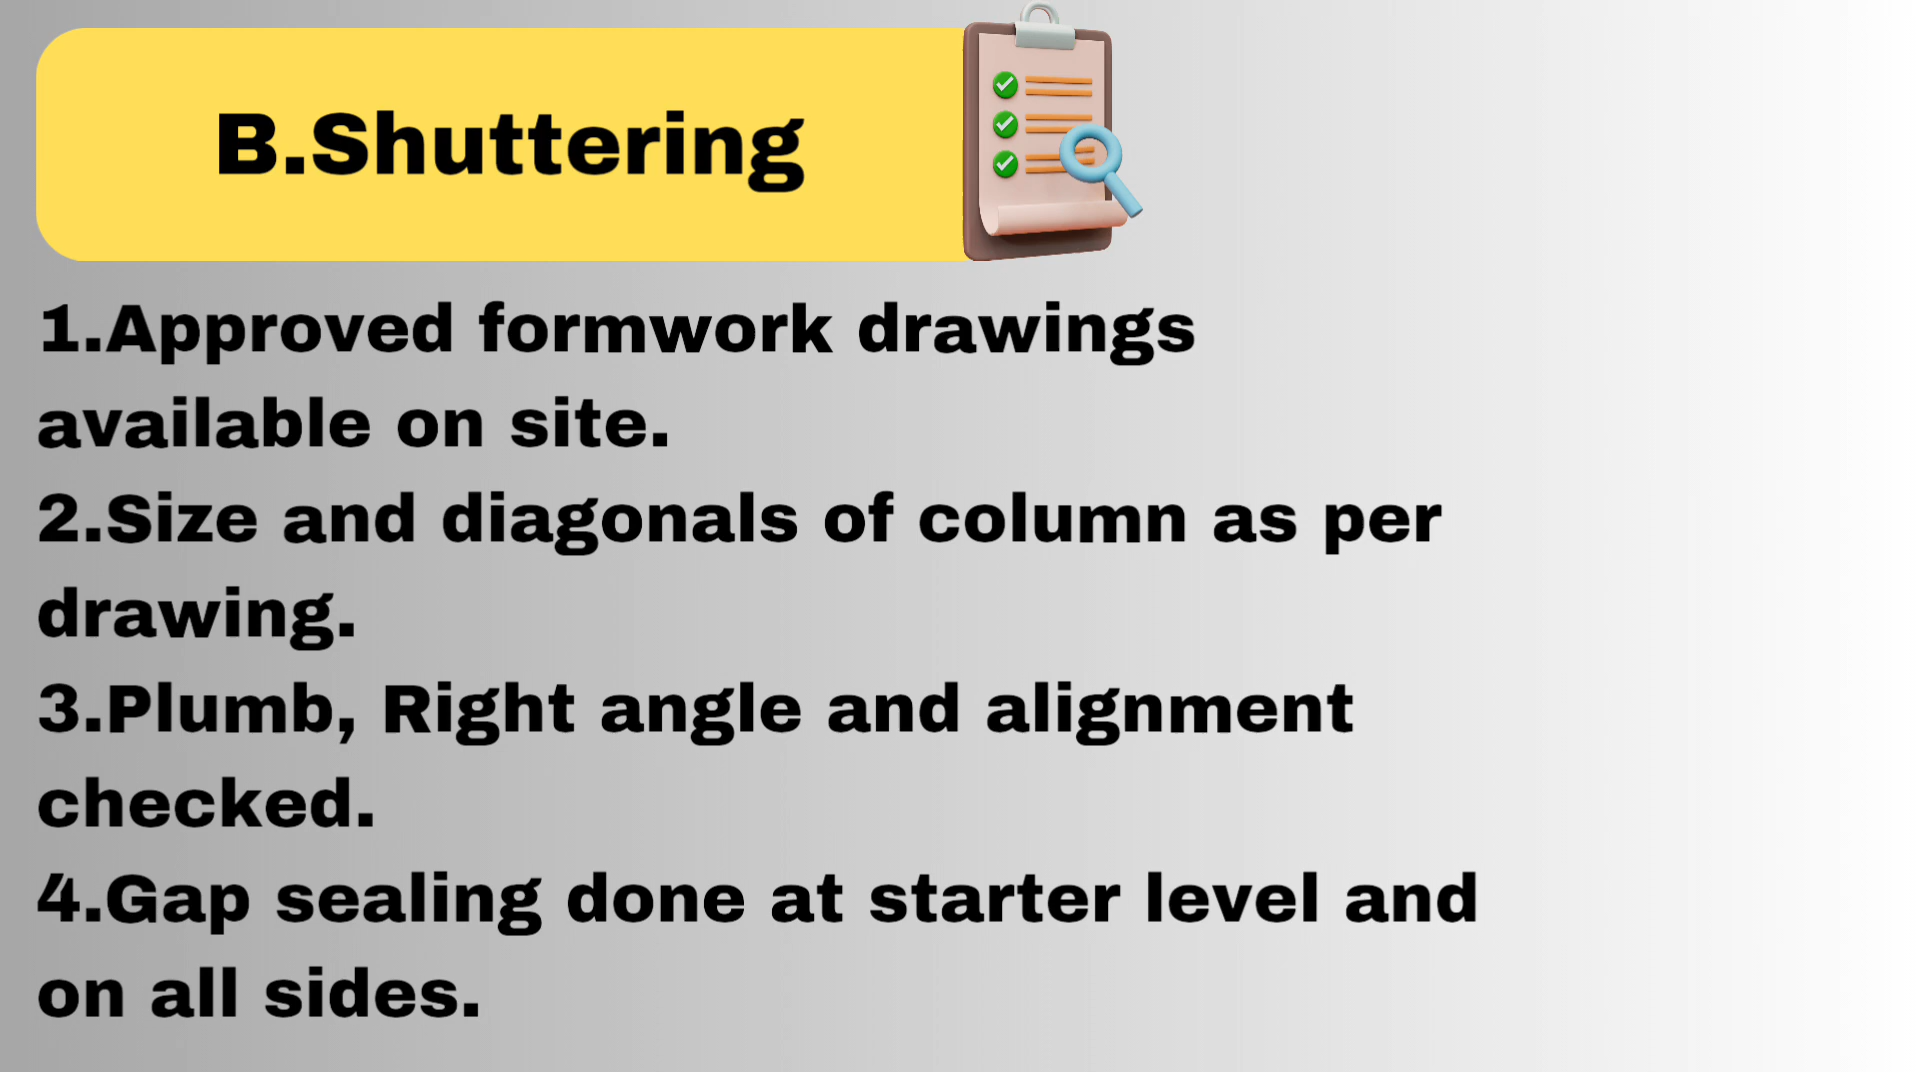 B.Shuttering
1.Approved formwork drawings
available on site.
2.Size and diagonals of column as per
drawing.
3.Plumb, Right angle and alignment
checked.
4.Gap sealing done at starter level and
on all sides.